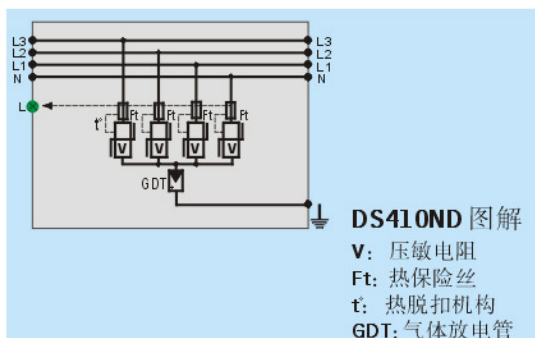 L3 L3
L2 L2
L1 L1
N N
L Ft Ft Ft Ft
t°
V V V V
GDT
DS410ND 图解
V: 压敏电阻
Ft: 热保险丝
t°: 热脱扣机构
GDT: 气体放电管